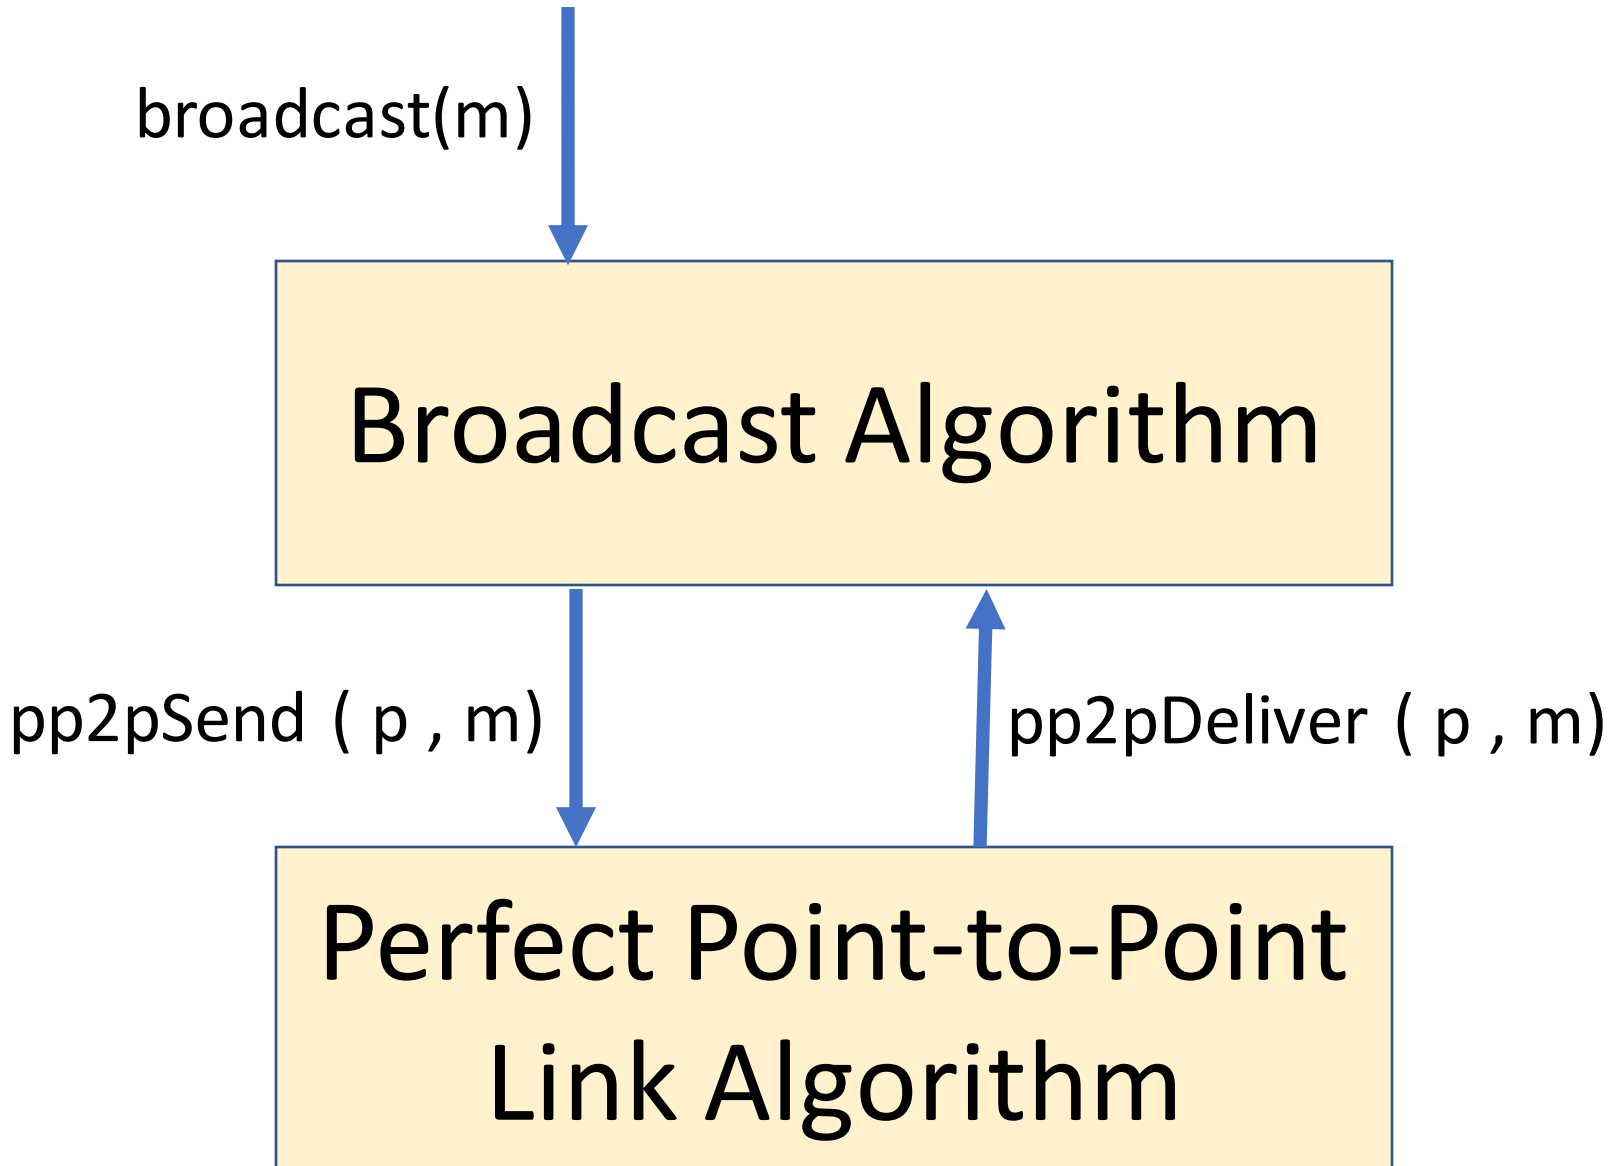 broadcast(m)
Broadcast Algorithm
pp2pSend ( p , m)
pp2pDeliver ( p , m)
Perfect Point-to-Point
Link Algorithm